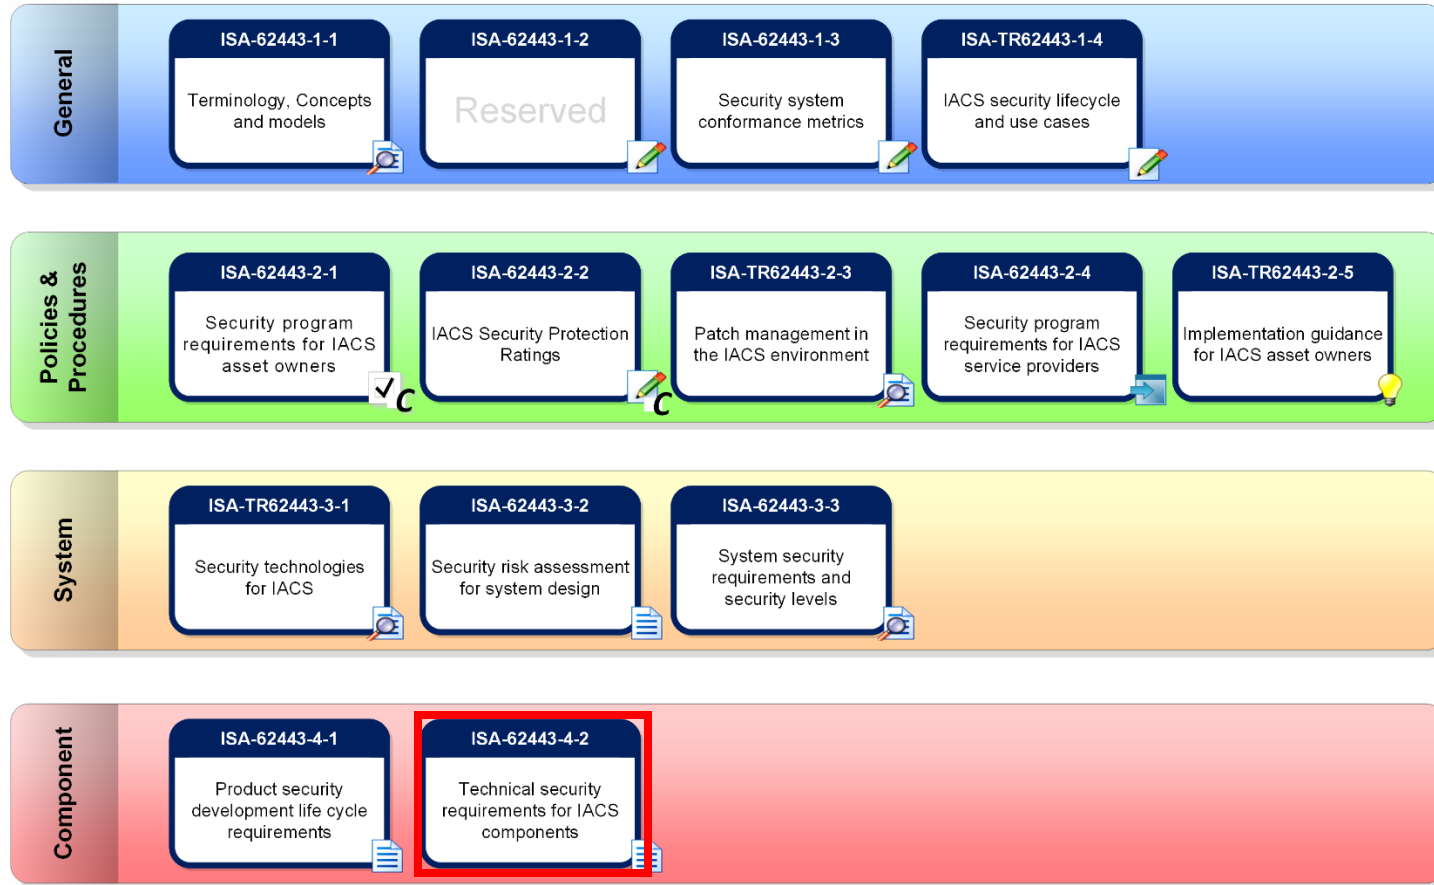 General
ISA-62443-1-1
Terminology, Concepts
and models
ISA-62443-1-2
Reserved
ISA-62443-1-3
Security system
conformance metrics
ISA-TR62443-1-4
IACS security lifecycle
and use cases
Policies &
Procedures
ISA-62443-2-1
Security program
requirements for IACS
asset owners
C
ISA-62443-2-2
IACS Security Protection
Ratings
C
ISA-TR62443-2-3
Patch management in
the IACS environment
ISA-62443-2-4
Security program
requirements for IACS
service providers
ISA-TR62443-2-5
Implementation guidance
for IACS asset owners
System
ISA-TR62443-3-1
Security technologies
for IACS
ISA-62443-3-2
Security risk assessment
for system design
ISA-62443-3-3
System security
requirements and
security levels
Component
ISA-62443-4-1
Product security
development life cycle
requirements
ISA-62443-4-2
Technical security
requirements for IACS
components